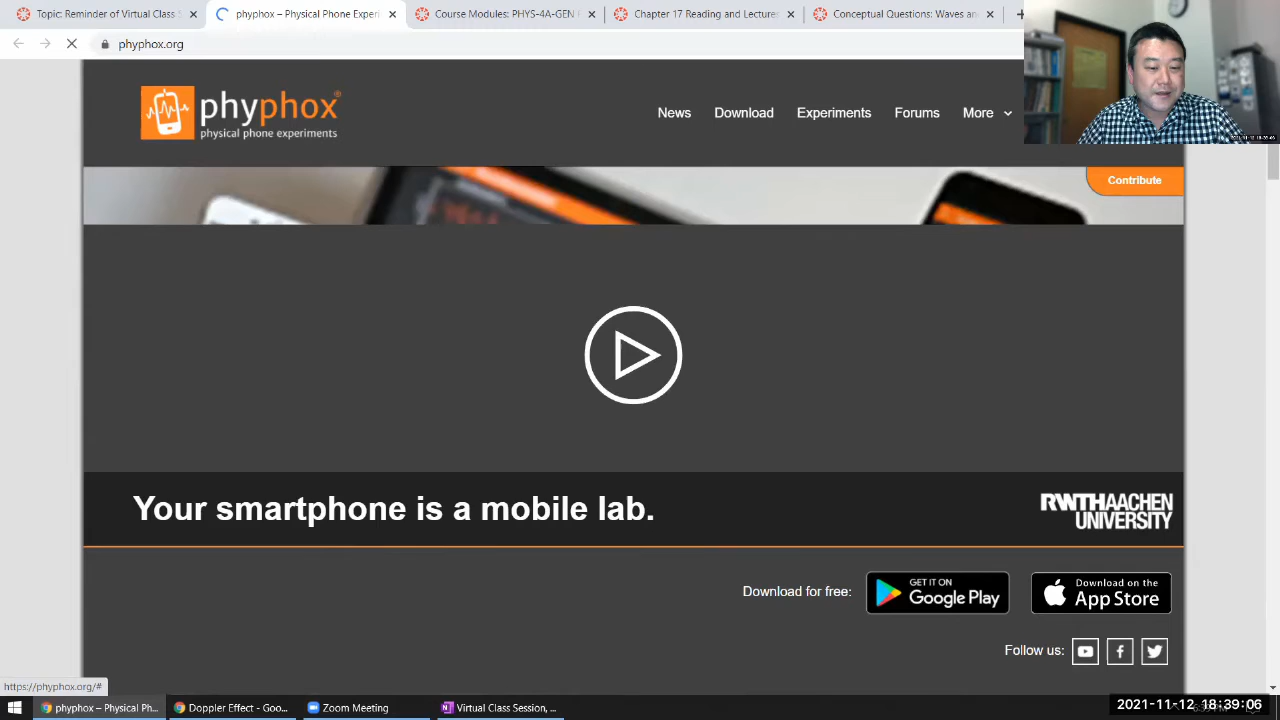 Topic: Reminder of Virtual Class
phyphox – Physical Phone Experi
Course Modules: PHYS-4A-GEN
Chapter 17 Reading and Lectures
Conceptual Questions: Waves an
phyphox.org
phyphox
physical phone experiments
News
Download
Experiments
Forums
More
Contribute
Your smartphone is a mobile lab.
RWTHAACHEN
UNIVERSITY
Download for free:
GET IT ON
Google Play
Download on the
App Store
Follow us:
https://phyphox.org/#
phyphox – Physical Ph...
Doppler Effect - Goo...
Zoom Meeting
Virtual Class Session, ...
2021-11-12 18:39:06